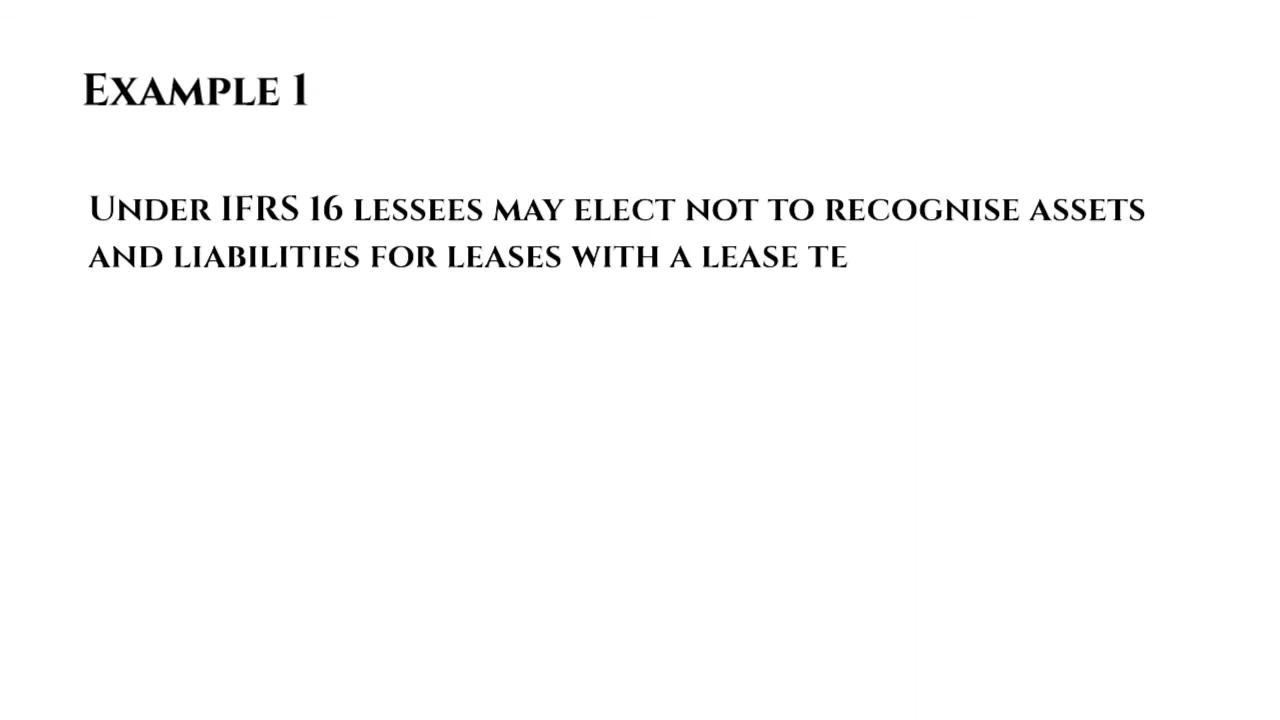 Example 1
Under IFRS 16 lessees may elect not to recognise assets
and liabilities for leases with a lease te